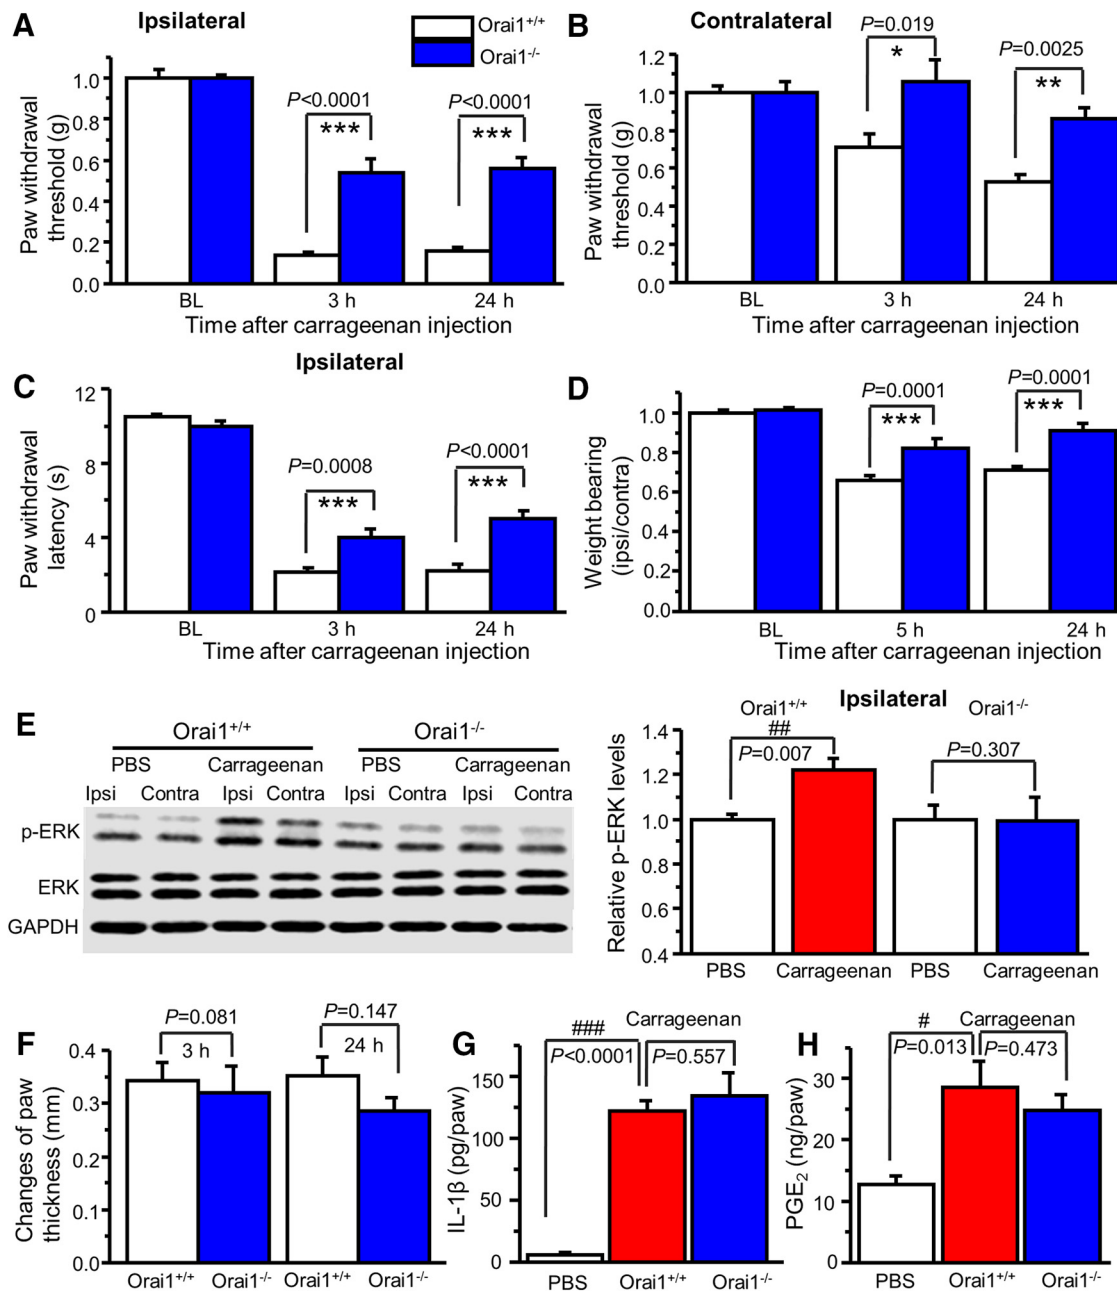 A
Ipsilateral
Orai1+/+
Orai1-/-
Paw withdrawal
threshold (g)
1.0
0.8
0.6
0.4
0.2
0.0
P<0.0001
***
P<0.0001
***
BL
3 h
24 h
Time after carrageenan injection
B
Contralateral
Paw withdrawal
threshold (g)
1.2
1.0
0.8
0.6
0.4
0.2
0.0
P=0.019
*
P=0.0025
**
BL
3 h
24 h
Time after carrageenan injection
C
Ipsilateral
Paw withdrawal
latency (s)
12
8
4
0
P=0.0008
***
P<0.0001
***
BL
3 h
24 h
Time after carrageenan injection
D
Weight bearing
(ipsi/contra)
1.0
0.8
0.6
0.4
0.2
0.0
P=0.0001
***
P=0.0001
***
BL
5 h
24 h
Time after carrageenan injection
E
Orai1+/+
Orai1-/-
PBS
Carrageenan
PBS
Carrageenan
Ipsi Contra Ipsi Contra Ipsi Contra Ipsi Contra
p-ERK
ERK
GAPDH
Ipsilateral
Orai1+/+
Orai1-/-
Relative p-ERK levels
1.4
1.2
1.0
0.8
0.6
0.4
##
P=0.007
P=0.307
PBS
Carrageenan
PBS
Carrageenan
F
Changes of paw
thickness (mm)
0.4
0.3
0.2
0.1
0.0
P=0.081
3 h
P=0.147
24 h
Orai1+/+
Orai1-/-
Orai1+/+
Orai1-/-
G
Carrageenan
IL-1β (pg/paw)
150
100
50
0
###
P<0.0001
P=0.557
PBS
Orai1+/+
Orai1-/-
H
Carrageenan
PGE2 (ng/paw)
30
20
10
0
#
P=0.013
P=0.473
PBS
Orai1+/+
Orai1-/-